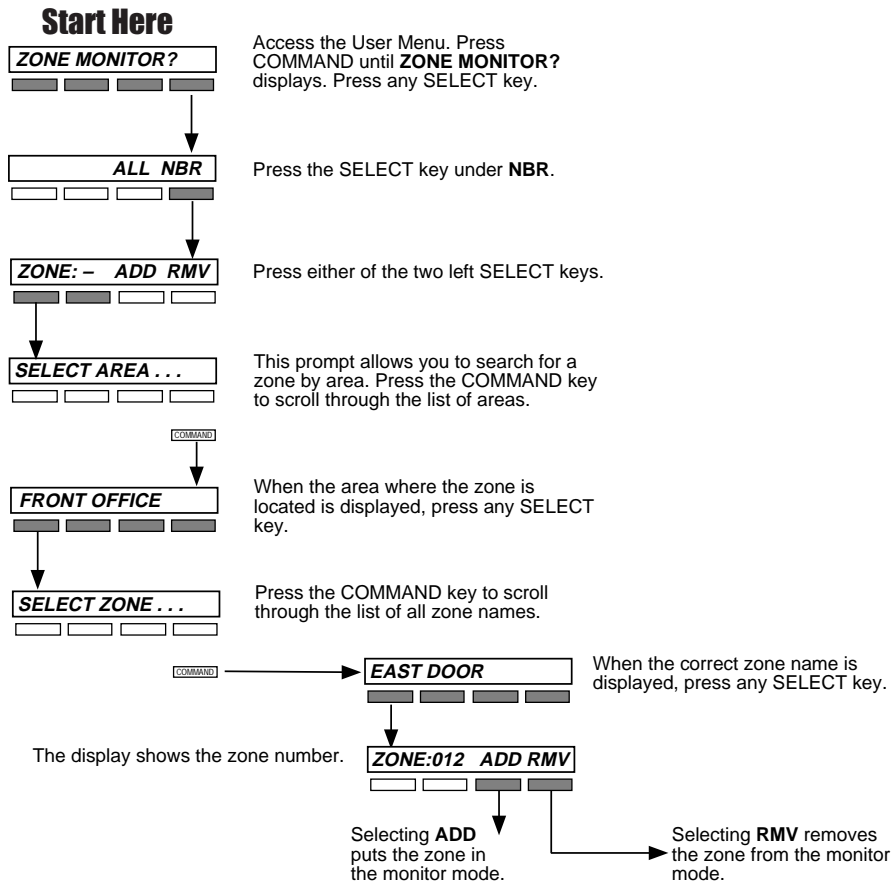 Start Here
ZONE MONITOR?
Access the User Menu. Press
COMMAND until ZONE MONITOR?
displays. Press any SELECT key.
ALL NBR
Press the SELECT key under NBR.
ZONE: – ADD RMV
Press either of the two left SELECT keys.
SELECT AREA . . .
This prompt allows you to search for a
zone by area. Press the COMMAND key
to scroll through the list of areas.
COMMAND
FRONT OFFICE
When the area where the zone is
located is displayed, press any SELECT
key.
SELECT ZONE . . .
Press the COMMAND key to scroll
through the list of all zone names.
COMMAND
EAST DOOR
When the correct zone name is
displayed, press any SELECT key.
The display shows the zone number.
ZONE:012 ADD RMV
Selecting ADD
puts the zone in
the monitor mode.
Selecting RMV removes
the zone from the monitor
mode.